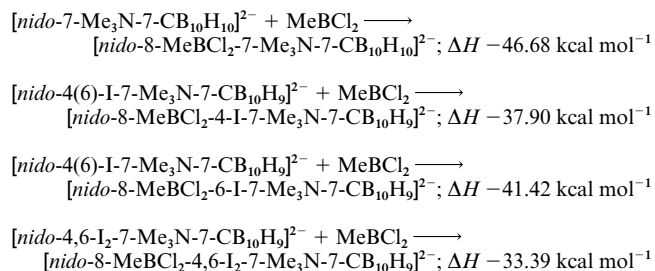 [nido-7-Me₃N-7-CB₁₀H₁₀]²⁻ + MeBCl₂ ⟶
[nido-8-MeBCl₂-7-Me₃N-7-CB₁₀H₁₀]²⁻; ΔH −46.68 kcal mol⁻¹
[nido-4(6)-I-7-Me₃N-7-CB₁₀H₉]²⁻ + MeBCl₂ ⟶
[nido-8-MeBCl₂-4-I-7-Me₃N-7-CB₁₀H₉]²⁻; ΔH −37.90 kcal mol⁻¹
[nido-4(6)-I-7-Me₃N-7-CB₁₀H₉]²⁻ + MeBCl₂ ⟶
[nido-8-MeBCl₂-6-I-7-Me₃N-7-CB₁₀H₉]²⁻; ΔH −41.42 kcal mol⁻¹
[nido-4,6-I₂-7-Me₃N-7-CB₁₀H₉]²⁻ + MeBCl₂ ⟶
[nido-8-MeBCl₂-4,6-I₂-7-Me₃N-7-CB₁₀H₉]²⁻; ΔH −33.39 kcal mol⁻¹